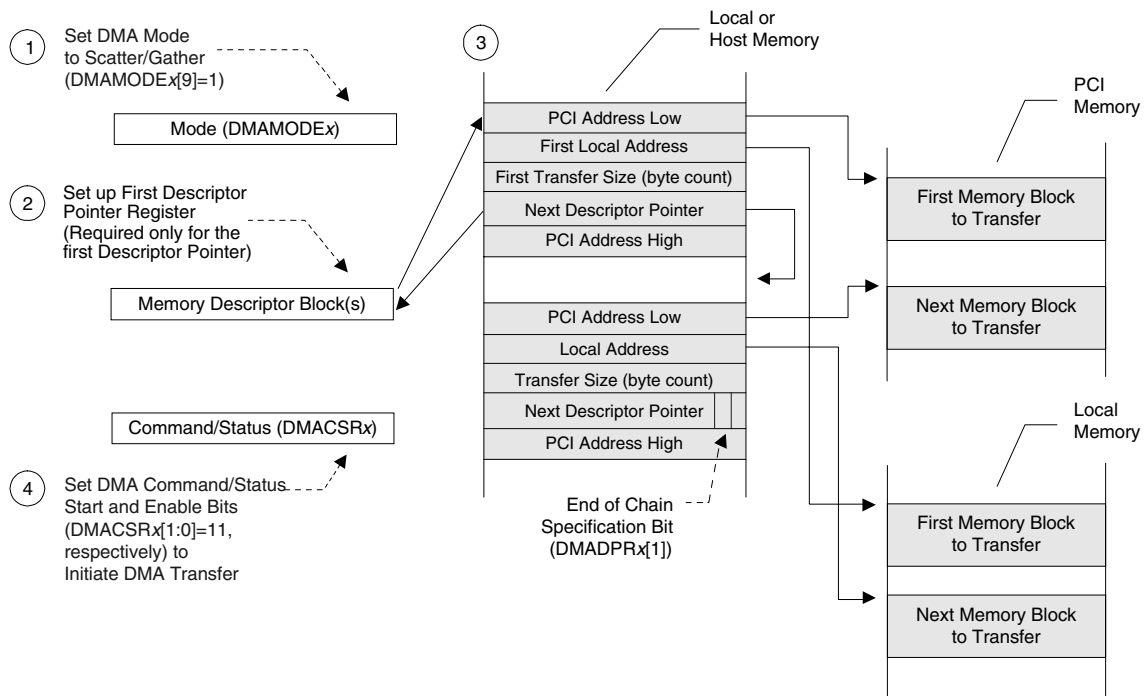 1
Set DMA Mode
to Scatter/Gather
(DMAMODEx[9]=1)
Mode (DMAMODEx)
2
Set up First Descriptor
Pointer Register
(Required only for the
first Descriptor Pointer)
Memory Descriptor Block(s)
Command/Status (DMACSRx)
4
Set DMA Command/Status
Start and Enable Bits
(DMACSRx[1:0]=11,
respectively) to
Initiate DMA Transfer
3
Local or
Host Memory
PCI Address Low
First Local Address
First Transfer Size (byte count)
Next Descriptor Pointer
PCI Address High
PCI Address Low
Local Address
Transfer Size (byte count)
Next Descriptor Pointer
PCI Address High
End of Chain
Specification Bit
(DMADPRx[1])
PCI
Memory
First Memory Block
to Transfer
Next Memory Block
to Transfer
Local
Memory
First Memory Block
to Transfer
Next Memory Block
to Transfer